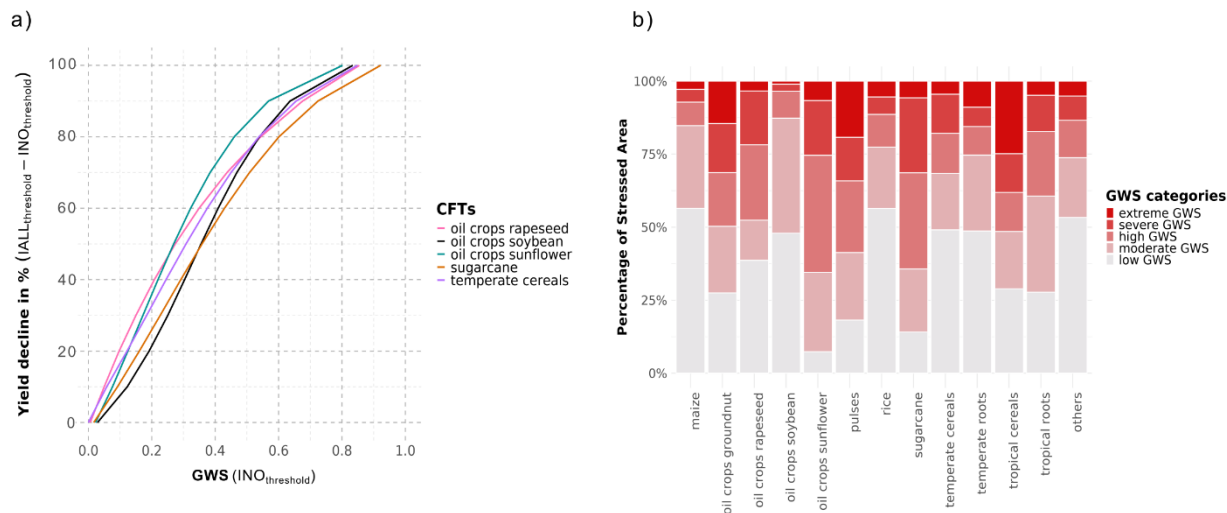 a)
Yield decline in % (IALLthreshold − INOthreshold)
100
80
60
40
20
0
0.0 0.2 0.4 0.6 0.8 1.0
GWS (INOthreshold)
CFTs
oil crops rapeseed
oil crops soybean
oil crops sunflower
sugarcane
temperate cereals
b)
Percentage of Stressed Area
100%
75%
50%
25%
0%
maize
oil crops groundnut
oil crops rapeseed
oil crops soybean
oil crops sunflower
pulses
rice
sugarcane
temperate cereals
temperate roots
tropical cereals
tropical roots
others
GWS categories
extreme GWS
severe GWS
high GWS
moderate GWS
low GWS